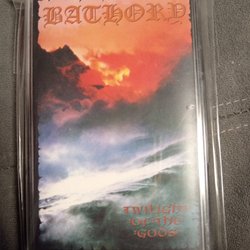 BATHORY
TWILIGHT
OF THE
GODS